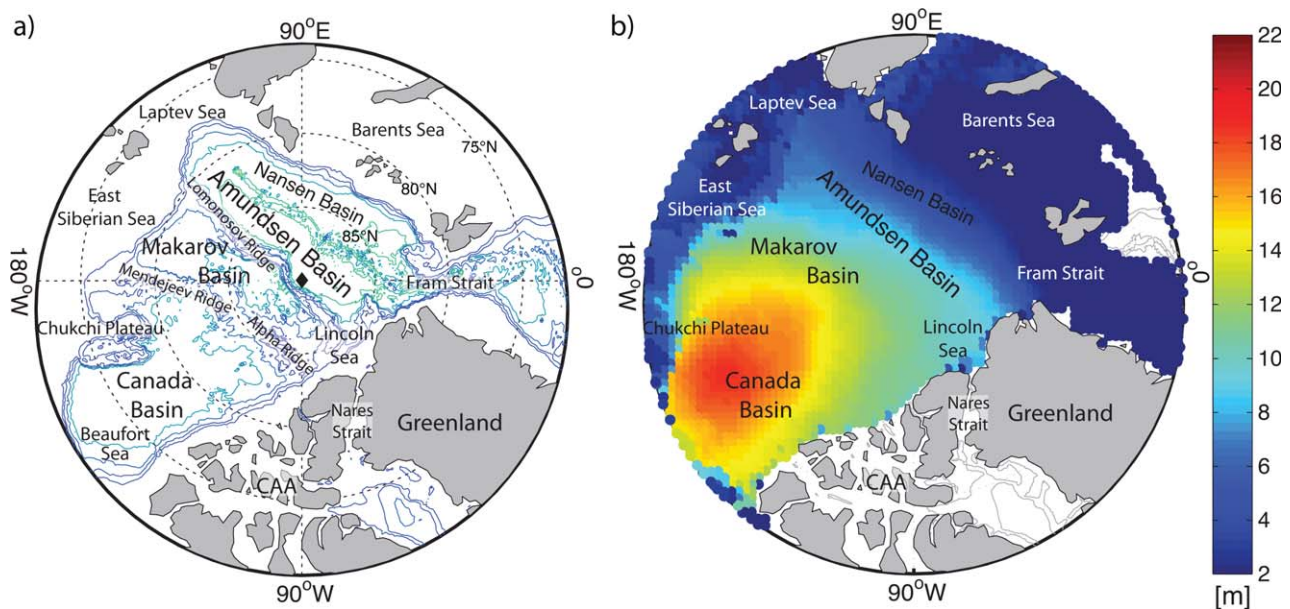 a)
90°E
Laptev Sea
Barents Sea
75°N
80°N
Nansen Basin
Amundsen Basin
85°N
East
Siberian Sea
Lomonosov Ridge
Makarov
Basin
180°W
Mendejeev Ridge
Fram Strait
0°
Chukchi Plateau
Alpha Ridge
Lincoln
Sea
Canada
Basin
Nares
Strait
Greenland
Beaufort
Sea
CAA
90°W
b)
90°E
Laptev Sea
Barents Sea
East
Siberian Sea
Nansen Basin
Amundsen Basin
Makarov
Basin
180°W
Fram Strait
0°
Chukchi Plateau
Lincoln
Sea
Canada
Basin
Nares
Strait
Greenland
CAA
90°W
22
20
18
16
14
12
10
8
6
4
2
[m]